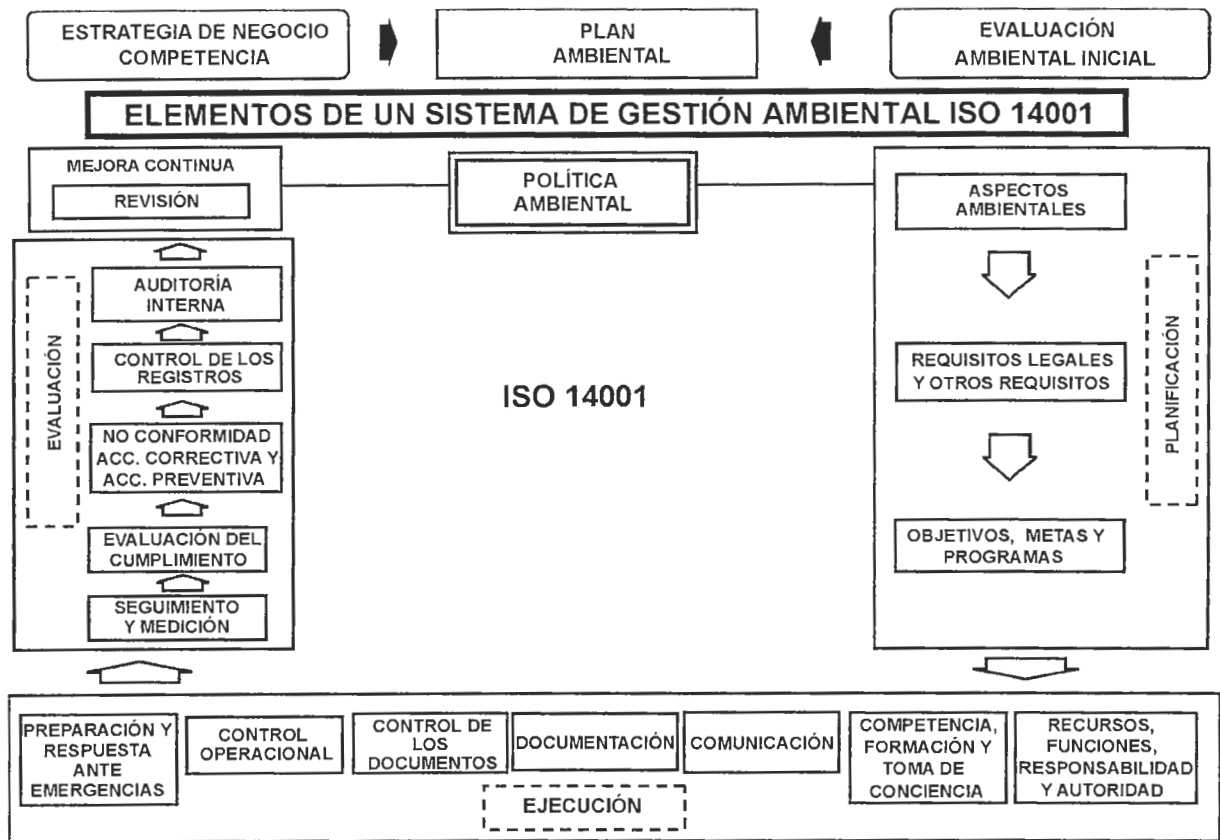 ESTRATEGIA DE NEGOCIO
COMPETENCIA
PLAN
AMBIENTAL
EVALUACIÓN
AMBIENTAL INICIAL
ELEMENTOS DE UN SISTEMA DE GESTIÓN AMBIENTAL ISO 14001
MEJORA CONTINUA
REVISIÓN
POLÍTICA
AMBIENTAL
ASPECTOS
AMBIENTALES
EVALUACIÓN
AUDITORÍA
INTERNA
CONTROL DE LOS
REGISTROS
NO CONFORMIDAD
ACC. CORRECTIVA Y
ACC. PREVENTIVA
EVALUACIÓN DEL
CUMPLIMIENTO
SEGUIMIENTO
Y MEDICIÓN
ISO 14001
REQUISITOS LEGALES
Y OTROS REQUISITOS
OBJETIVOS, METAS Y
PROGRAMAS
PLANIFICACIÓN
PREPARACIÓN Y
RESPUESTA
ANTE
EMERGENCIAS
CONTROL
OPERACIONAL
CONTROL DE
LOS
DOCUMENTOS
DOCUMENTACIÓN
COMUNICACIÓN
COMPETENCIA,
FORMACIÓN Y
TOMA DE
CONCIENCIA
RECURSOS,
FUNCIONES,
RESPONSABILIDAD
Y AUTORIDAD
EJECUCIÓN